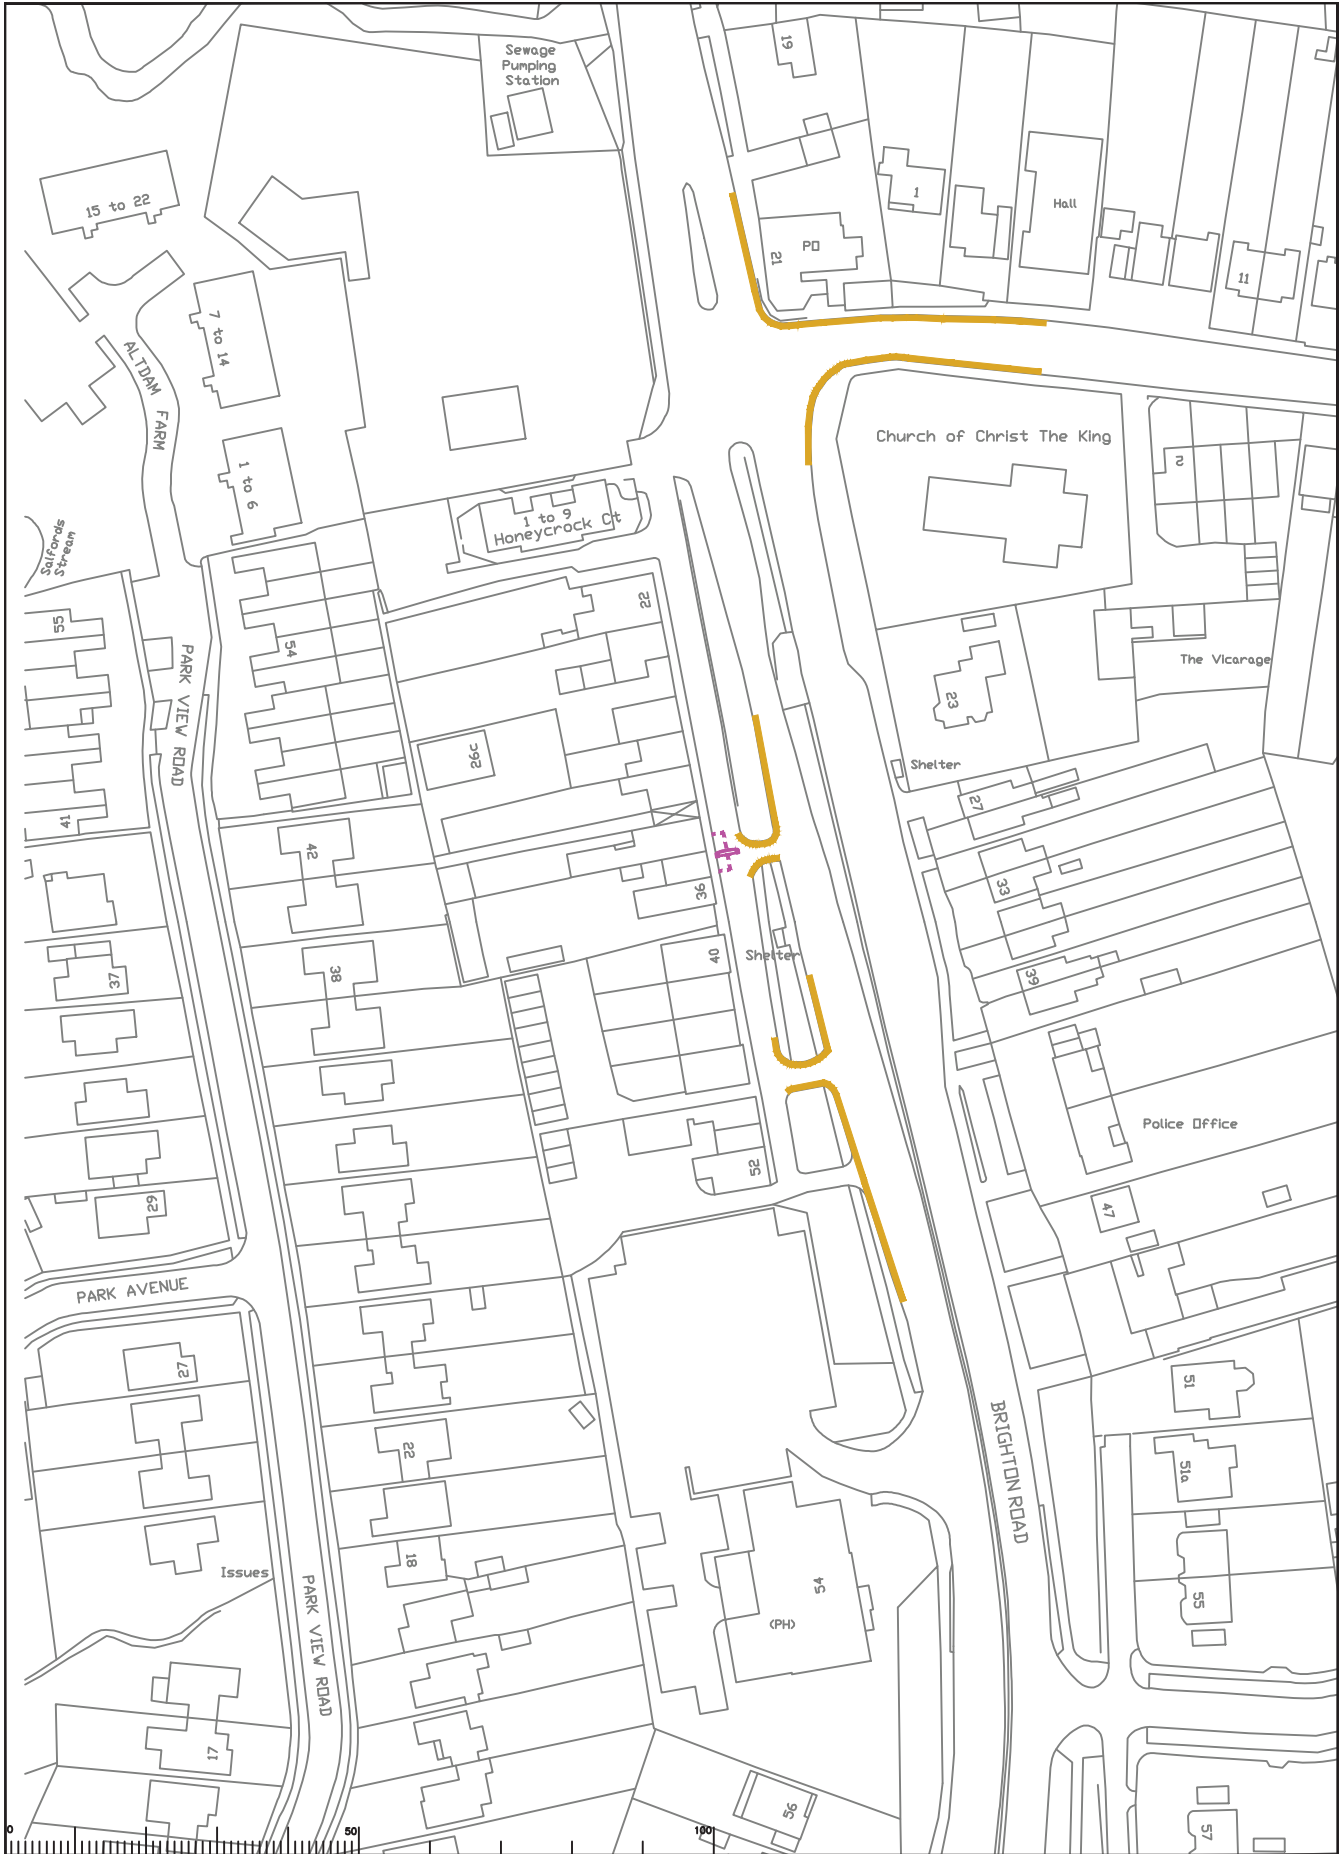 Sewage
Pumping
Station
19
15 to 22
1
Hall
21
PO
11
7 to 14
ALTDAM FARM
Church of Christ The King
2
1 to 6
1 to 9
Honeycrock Ct
Salfords
Stream
55
54
22
PARK VIEW ROAD
The Vicarage
23
26c
Shelter
27
41
42
33
36
37
38
40
Shelter
39
Police Office
52
29
47
PARK AVENUE
27
51
22
BRIGHTON ROAD
51a
18
Issues
54
55
PARK VIEW ROAD
(PH)
17
56
57
0
50
100